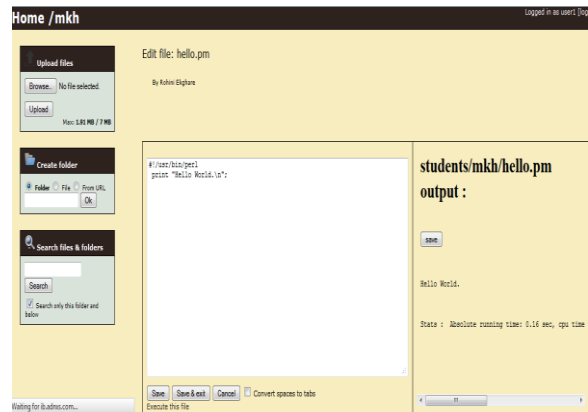 Home /mkh
Logged in as user1 [log
Upload files
Browse.. No file selected.
Upload
Max: 1.91 MB / 7 MB
Create folder
Folder File From URL
Ok
Search files & folders
Search
Search only this folder and
below
Waiting for ib.adnxs.com...
Edit file: hello.pm
By Rohini Ekghare
#!/usr/bin/perl
print "Hello World.\n";
Save Save & exit Cancel Convert spaces to tabs
Execute this file
students/mkh/hello.pm
output :
save
Hello World.
Stats : Absolute running time: 0.16 sec, cpu time